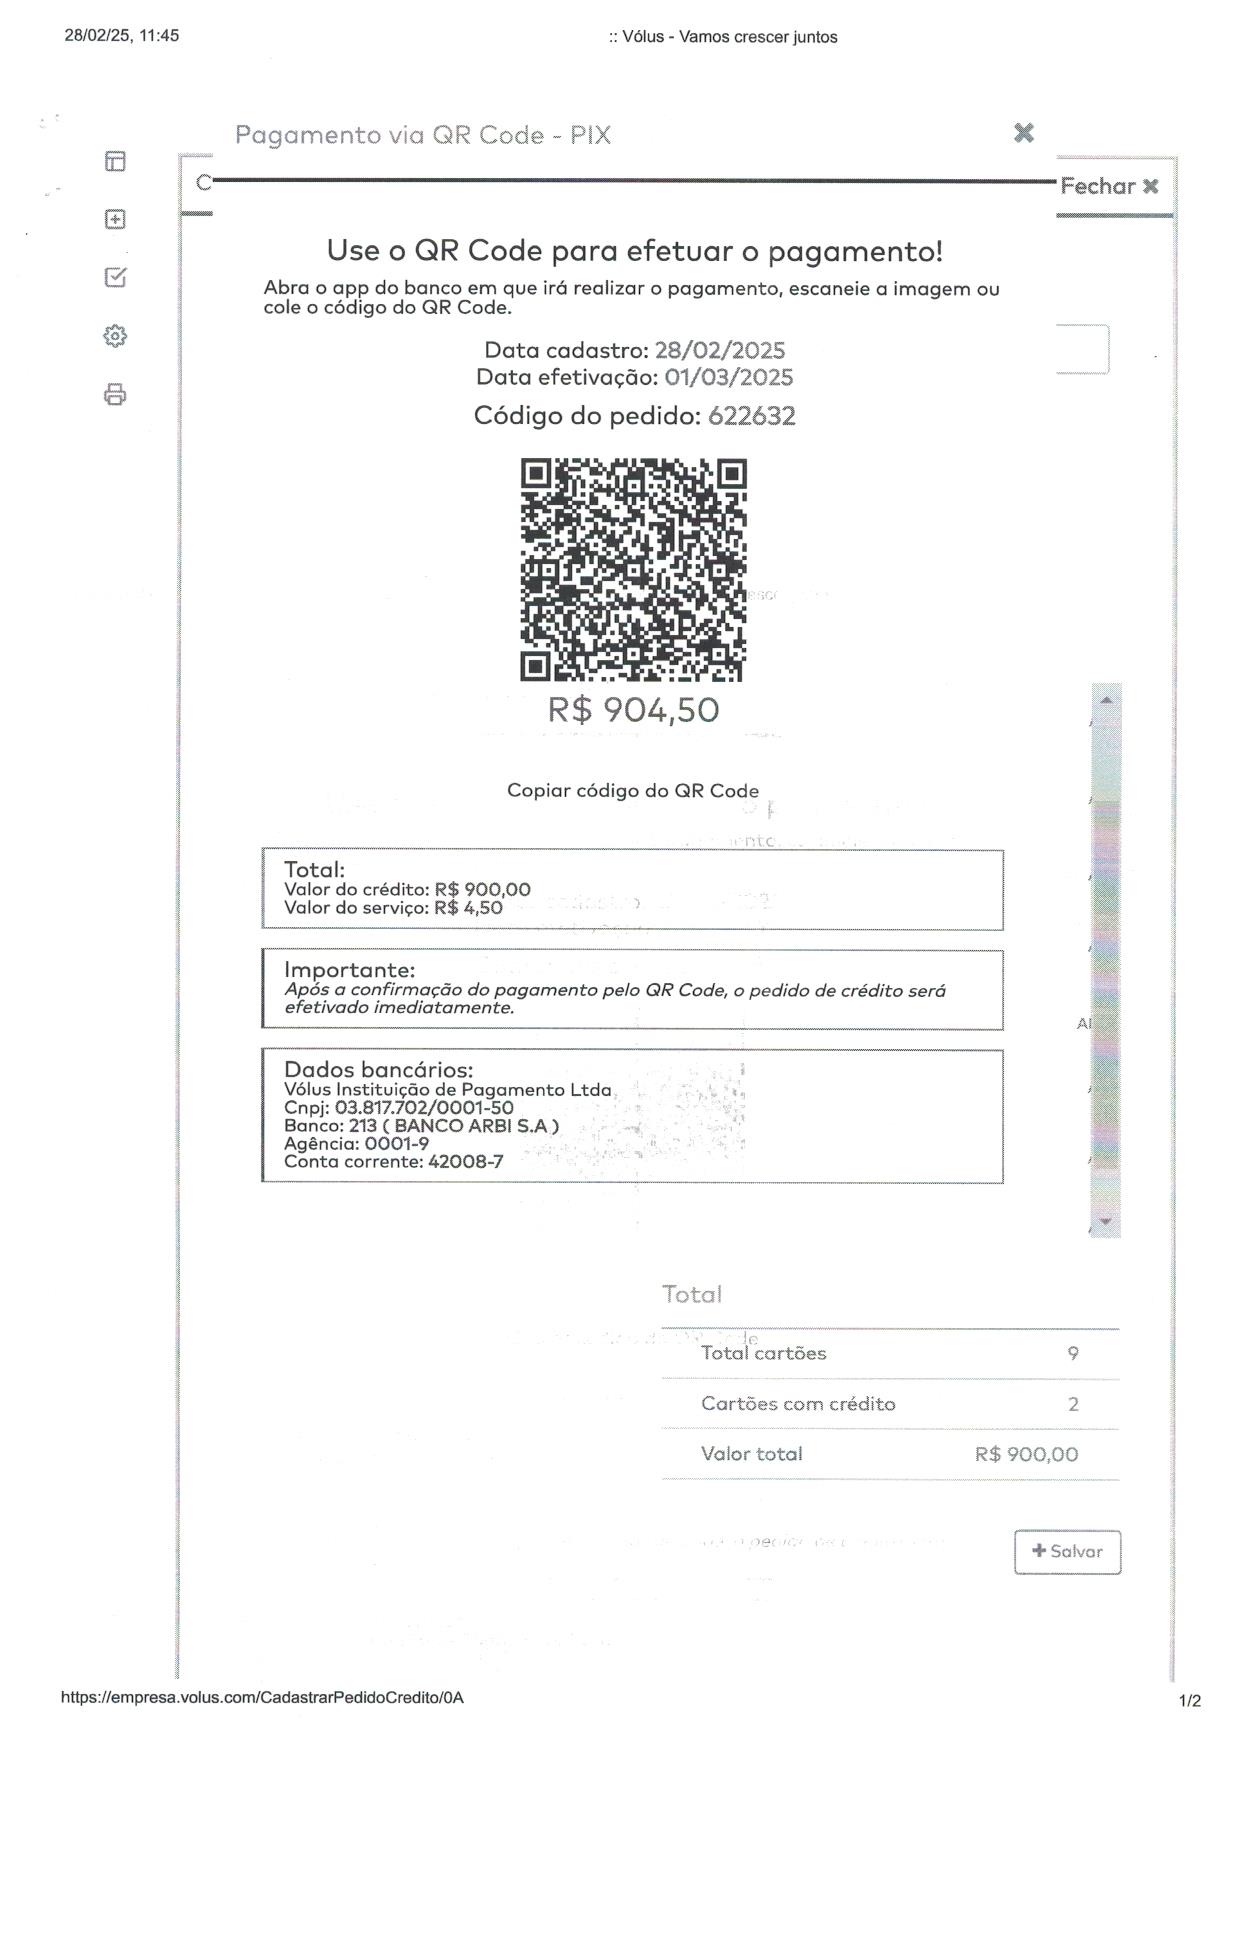 28/02/25, 11:45
:: Vólus - Vamos crescer juntos
Pagamento via QR Code - PIX
C
Fechar
Use o QR Code para efetuar o pagamento!
Abra o app do banco em que irá realizar o pagamento, escaneie a imagem ou
cole o código do QR Code.
Data cadastro: 28/02/2025
Data efetivação: 01/03/2025
Código do pedido: 622632
R$ 904,50
Copiar código do QR Code
Total:
Valor do crédito: R$ 900,00
Valor do serviço: R$ 4,50
Importante:
Após a confirmação do pagamento pelo QR Code, o pedido de crédito será
efetivado imediatamente.
Al
Dados bancários:
Vólus Instituição de Pagamento Ltda
Cnpj: 03.817.702/0001-50
Banco: 213 ( BANCO ARBI S.A )
Agência: 0001-9
Conta corrente: 42008-7
Total
Total cartões 9
Cartões com crédito 2
Valor total R$ 900,00
Salvar
https://empresa.volus.com/CadastrarPedidoCredito/0A
1/2